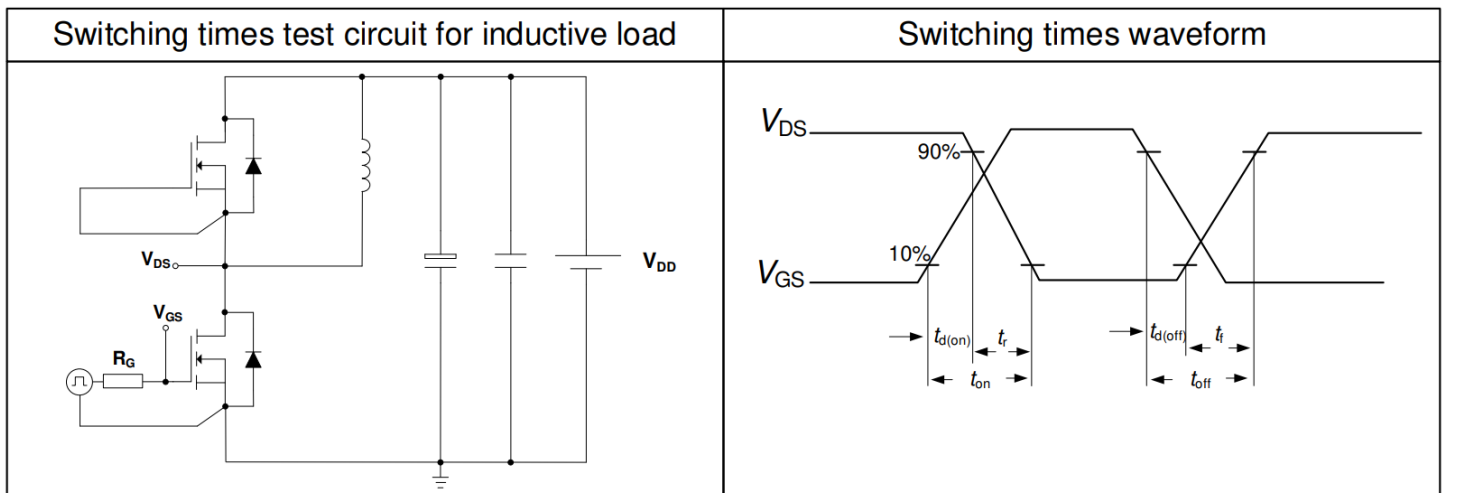 Switching times test circuit for inductive load
Switching times waveform
VDS
VDD
VGS
RG
VDS
90%
10%
VGS
td(on) tr
ton
td(off) tf
toff